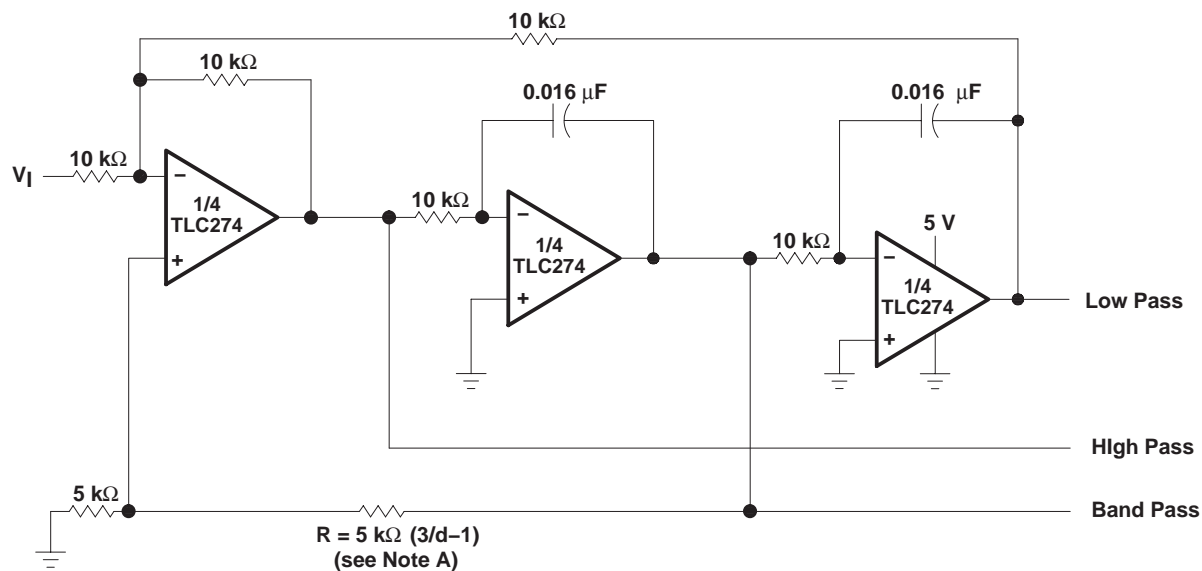 10 kΩ
10 kΩ
0.016 µF
0.016 µF
10 kΩ
VI
−
1/4
TLC274
+
10 kΩ
−
1/4
TLC274
+
5 V
10 kΩ
−
1/4
TLC274
+
Low Pass
HIgh Pass
5 kΩ
Band Pass
R = 5 kΩ (3/d−1)
(see Note A)